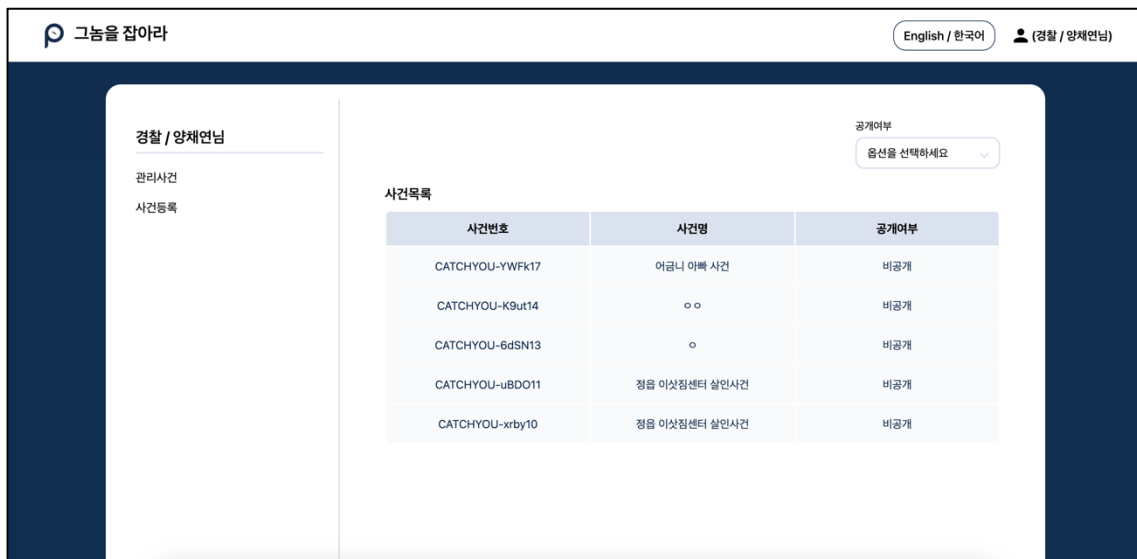 그놈을 잡아라
English / 한국어
(경찰 / 양채연님)
경찰 / 양채연님
관리사건
사건등록
공개여부
옵션을 선택하세요
사건목록
사건번호 사건명 공개여부
CATCHYOU-YWFk17 어금니 아빠 사건 비공개
CATCHYOU-K9ut14 ㅇㅇ 비공개
CATCHYOU-6dSN13 ㅇ 비공개
CATCHYOU-uBDO11 정읍 이삿짐센터 살인사건 비공개
CATCHYOU-xrby10 정읍 이삿짐센터 살인사건 비공개